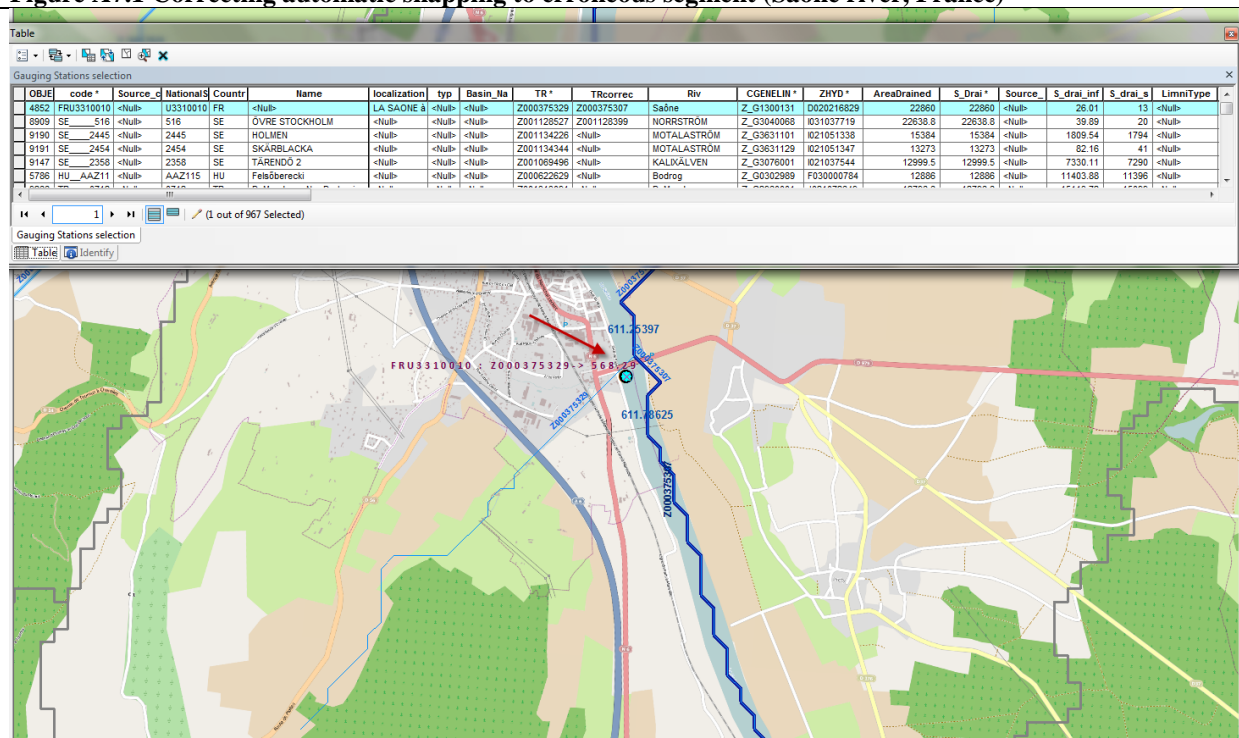 Figure A7.1 Correcting automatic snapping to erroneous segment (Saône river, France)
Table
Gauging Stations selection
OBJE code * Source_c NationalS Countr Name localization typ Basin_Na TR * TRcorrec Riv CGENELIN * ZHYD * AreaDrained S_Drai * Source_ S_drai_inf S_drai_s LimniType
4852 FRU3310010 <Null> U3310010 FR <Null> LA SAONE à <Null> <Null> Z000375329 Z000375307 Saône Z_G1300131 D020216829 22860 22860 <Null> 26.01 13 <Null>
8909 SE_____516 <Null> 516 SE ÖVRE STOCKHOLM <Null> <Null> <Null> Z001128527 Z001128399 NORRSTRÖM Z_G3040068 I031037719 22638.8 22638.8 <Null> 39.89 20 <Null>
9190 SE____2445 <Null> 2445 SE HOLMEN <Null> <Null> <Null> Z001134226 <Null> MOTALASTRÖM Z_G3631101 I021051338 15384 15384 <Null> 1809.54 1794 <Null>
9191 SE____2454 <Null> 2454 SE SKÄRBLACKA <Null> <Null> <Null> Z001134344 <Null> MOTALASTRÖM Z_G3631129 I021051347 13273 13273 <Null> 82.16 41 <Null>
9147 SE____2358 <Null> 2358 SE TÄRENDÖ 2 <Null> <Null> <Null> Z001069496 <Null> KALIXÄLVEN Z_G3076001 I021037544 12999.5 12999.5 <Null> 7330.11 7290 <Null>
5786 HU__AAZ11 <Null> AAZ115 HU Felsőberecki <Null> <Null> <Null> Z000622629 <Null> Bodrog Z_G0302989 F030000784 12886 12886 <Null> 11403.88 11396 <Null>
1 (1 out of 967 Selected)
Gauging Stations selection
Table Identify
611.25397
Z000375307
FRU3310010 : Z000375329-> 568.29
Z000375329
611.78625
Z000375307